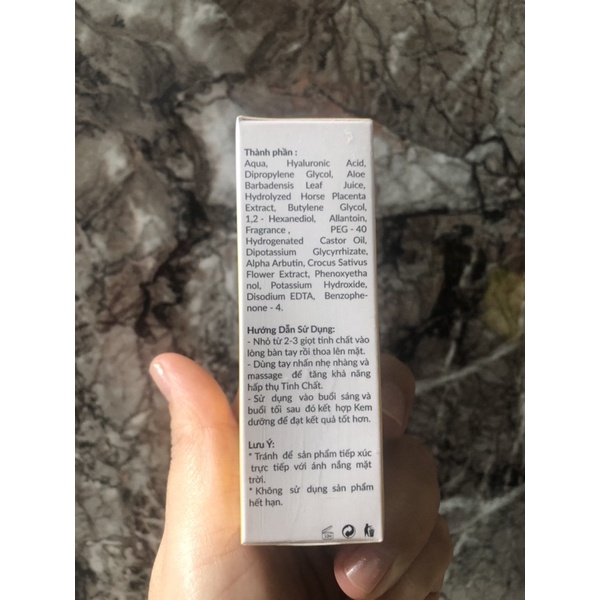 Thành phần :
Aqua, Hyaluronic Acid,
Dipropylene Glycol, Aloe
Barbadensis Leaf Juice,
Hydrolyzed Horse Placenta
Extract, Butylene Glycol,
1,2 - Hexanediol, Allantoin,
Fragrance , PEG - 40
Hydrogenated Castor Oil,
Dipotassium Glycyrrhizate,
Alpha Arbutin, Crocus Sativus
Flower Extract, Phenoxyetha
nol, Potassium Hydroxide,
Disodium EDTA, Benzophe-
none - 4.
Hướng Dẫn Sử Dụng:
- Nhỏ từ 2-3 giọt tinh chất vào
lòng bàn tay rồi thoa lên mặt.
- Dùng tay nhấn nhẹ nhàng và
massage để tăng khả năng
hấp thụ Tinh Chất.
- Sử dụng vào buổi sáng và
buổi tối sau đó kết hợp Kem
dưỡng để đạt kết quả tốt hơn.
Lưu Ý:
* Tránh để sản phẩm tiếp xúc
trực tiếp với ánh nắng mặt
trời.
* Không sử dụng sản phẩm
hết hạn.